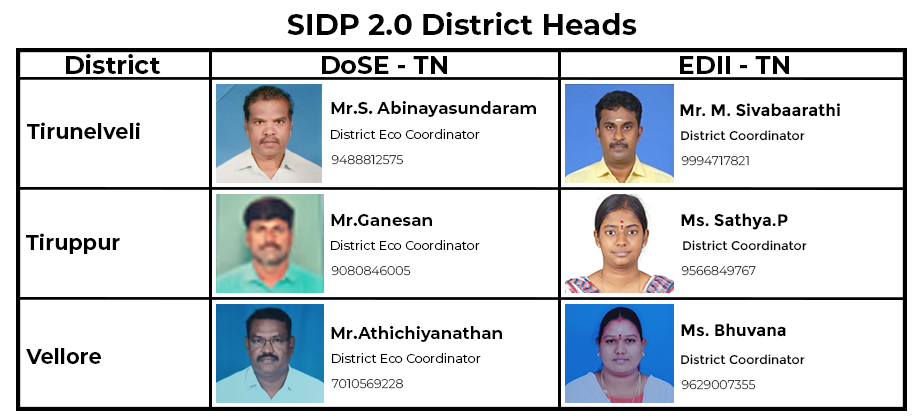 SIDP 2.0 District Heads
District
DoSE - TN
EDII - TN
Tirunelveli
Mr.S. Abinayasundaram
District Eco Coordinator
9488812575
Mr. M. Sivabaarathi
District Coordinator
9994717821
Tiruppur
Mr.Ganesan
District Eco Coordinator
9080846005
Ms. Sathya.P
District Coordinator
9566849767
Vellore
Mr.Athichiyanathan
District Eco Coordinator
7010569228
Ms. Bhuvana
District Coordinator
9629007355